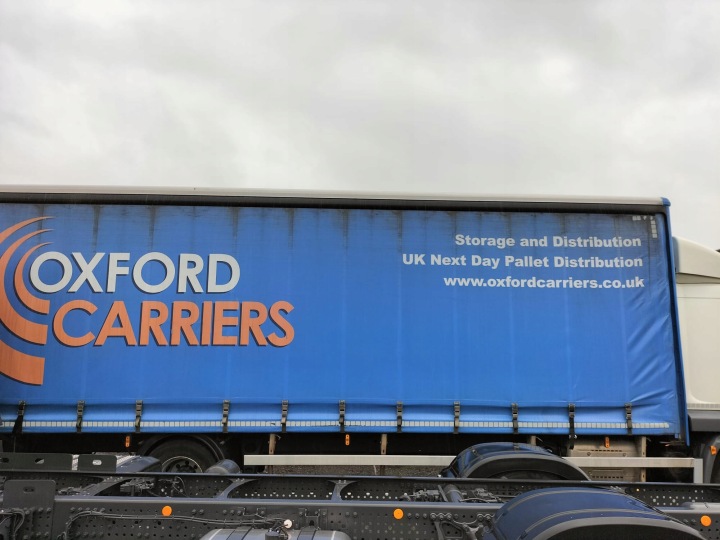 OXFORD
CARRIERS
Storage and Distribution
UK Next Day Pallet Distribution
www.oxfordcarriers.co.uk